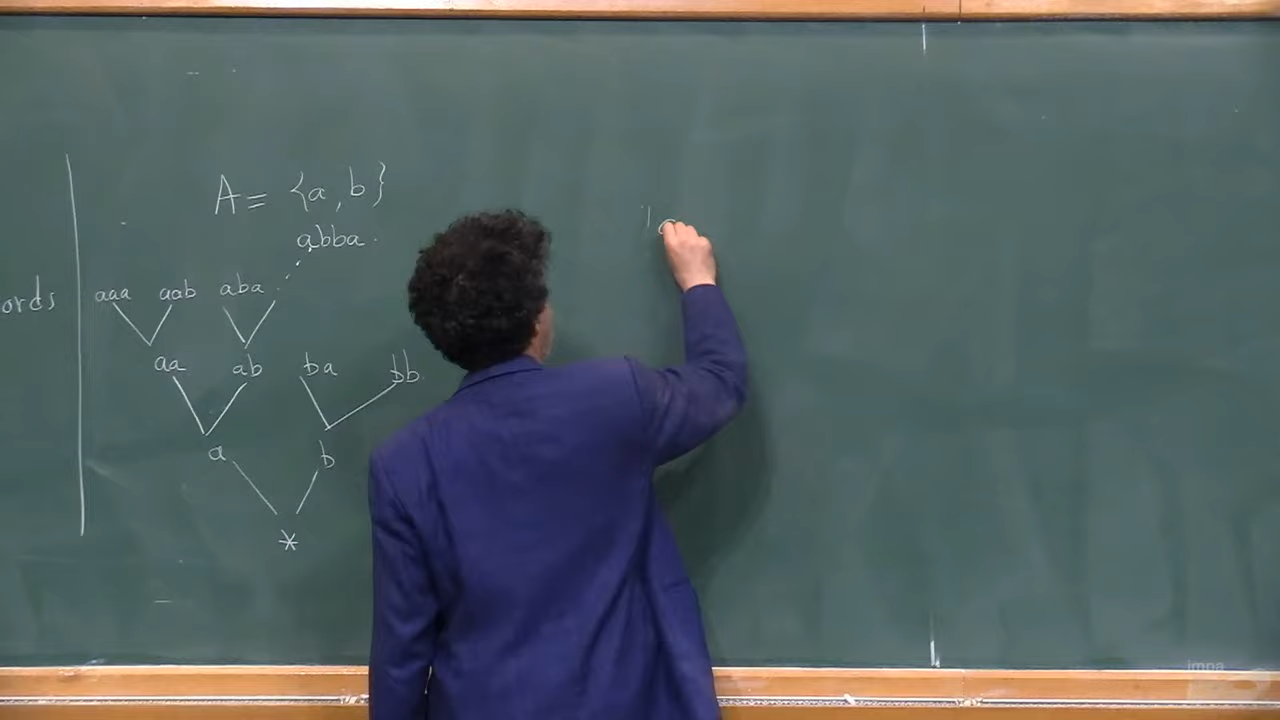 A = {a, b}
abba.
ords
aaa aab aba
aa ab ba bb
a b
*
impa